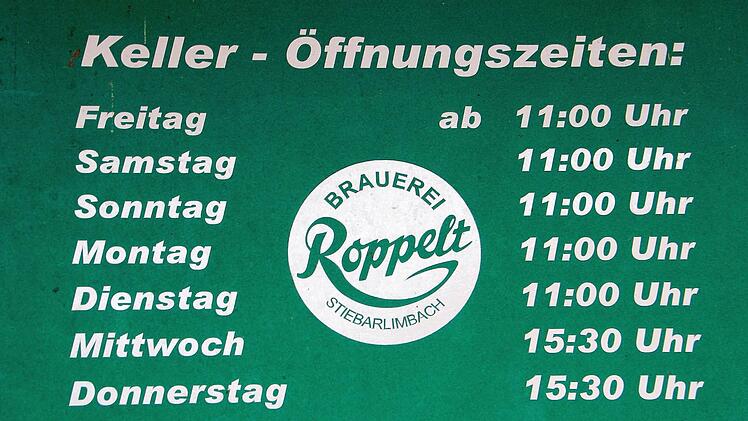 Keller - Öffnungszeiten:
Freitag ab 11:00 Uhr
Samstag 11:00 Uhr
Sonntag 11:00 Uhr
Montag 11:00 Uhr
Dienstag 11:00 Uhr
Mittwoch 15:30 Uhr
Donnerstag 15:30 Uhr
BRAUEREI
Roppelt
STIEBARLIMBACH